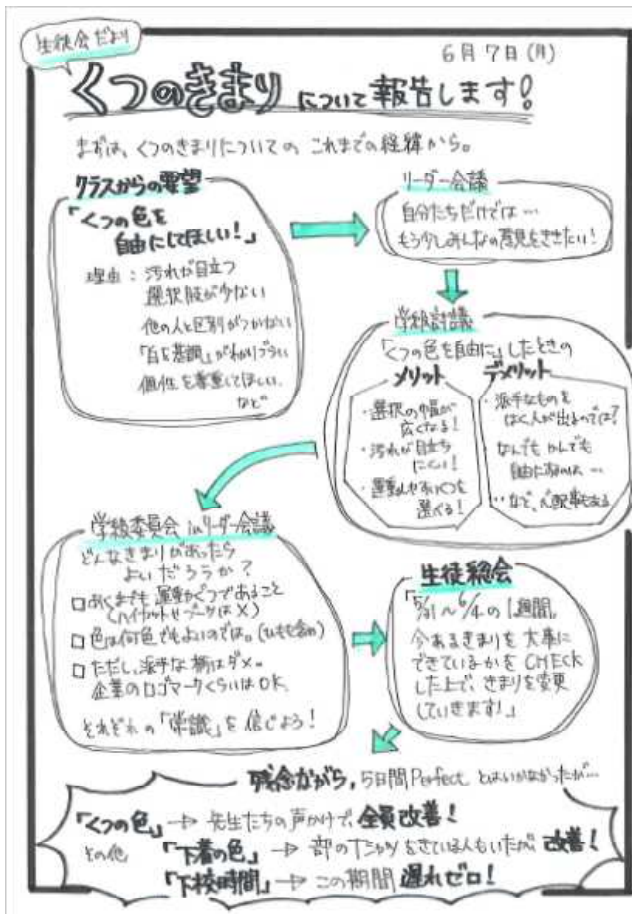 生徒会だより
6月7日(月)
くつのきまりについて報告します!
まずは、くつのきまりについての これまでの経緯から。
クラスからの要望
「くつの色を
自由にしてほしい!」
理由:汚れが目立つ
選択肢が少ない
他の人と区別がつかない
「白を基調」がわかりづらい
個性を尊重してほしい
など
リーダー会議
自分たちだけでは…
もう少しみんなの意見をききたい!
学級討議
「くつの色を自由に」したときの
メリット
・選択の幅が
広くなる!
・汚れが目立ち
にくい!
・運動しやすいくつを
選べる!
デメリット
・派手なものを
はく人が出るのでは?
・なんでも かんでも
自由にするのは…
…など、心配事もある
学級委員会 inリーダー会議
どんなきまりがあったら
よいだろうか?
□あくまでも 運動ぐつであること
(ハイカットやブーツは×)
□色は何色でもよいのでは。(ひもも含め)
□ただし、派手な柄はダメ。
企業のロゴマークくらいはOK.
それぞれの「常識」を信じよう!
生徒総会
「5/31〜6/4の1週間、
今あるきまりを大事に
できているかをCHECK
した上で、きまりを変更
していきます!」
残念ながら,5日間Perfect とはいかなかったが…
「くつの色」→ 先生たちの声かけで、全員改善!
その他 「下着の色」→ 部のTシャツをきている人もいたが、改善!
「下校時間」→ この期間 遅れゼロ!